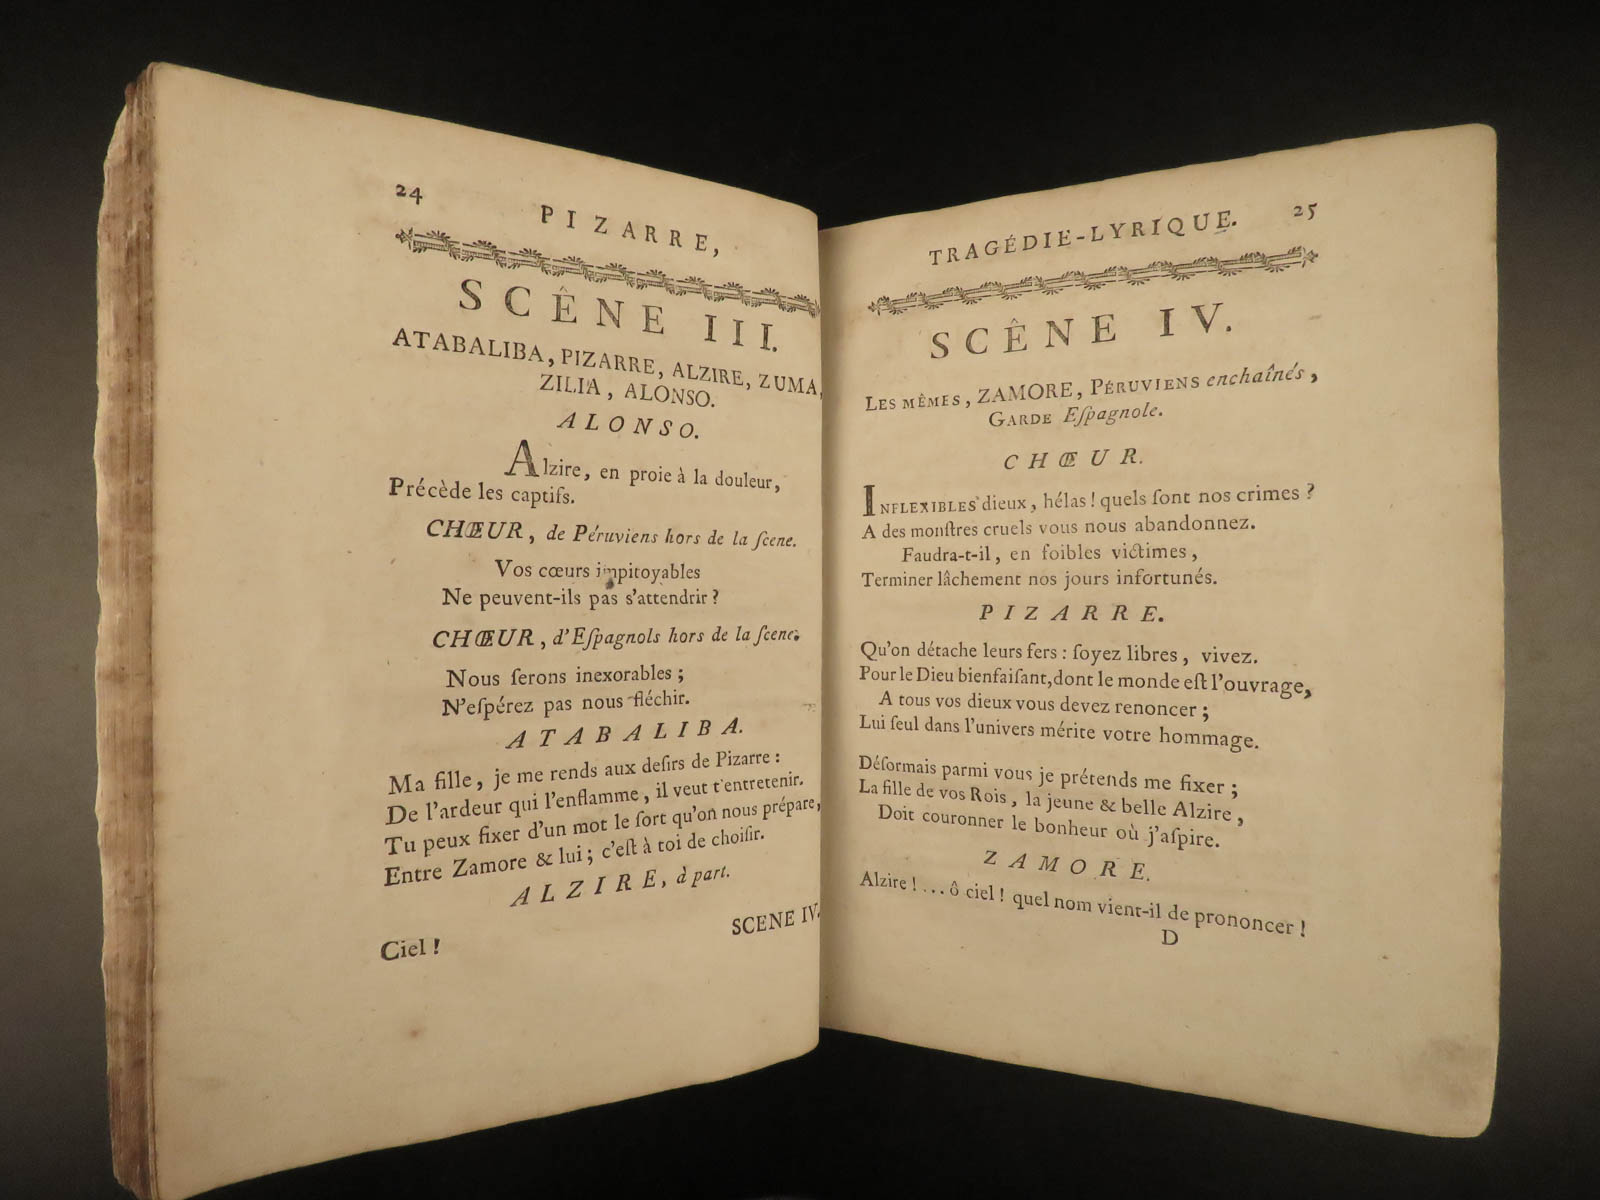 24
PIZARRE,
SCÊNE III.
ATABALIBA, PIZARRE, ALZIRE, ZUMA,
ZILIA, ALONSO.
ALONSO.
Alzire, en proie à la douleur,
Précède les captifs.
CHŒUR, de Péruviens hors de la ſcene.
Vos cœurs impitoyables
Ne peuvent-ils pas s'attendrir ?
CHŒUR, d'Eſpagnols hors de la ſcene.
Nous ſerons inexorables ;
N'eſpérez pas nous fléchir.
ATABALIBA.
Ma fille, je me rends aux deſirs de Pizarre :
De l'ardeur qui l'enflamme, il veut t'entretenir.
Tu peux fixer d'un mot le ſort qu'on nous prépare,
Entre Zamore & lui ; c'eſt à toi de choiſir.
ALZIRE, à part.
Ciel !
SCENE IV.
TRAGÉDIE-LYRIQUE. 25
SCÊNE IV.
LES MÊMES, ZAMORE, PÉRUVIENS enchaînés,
GARDE Eſpagnole.
CHŒUR.
INFLEXIBLES dieux, hélas ! quels ſont nos crimes ?
A des monſtres cruels vous nous abandonnez.
Faudra-t-il, en foibles victimes,
Terminer lâchement nos jours infortunés.
PIZARRE.
Qu'on détache leurs fers : ſoyez libres, vivez.
Pour le Dieu bienfaiſant, dont le monde eſt l'ouvrage,
A tous vos dieux vous devez renoncer ;
Lui ſeul dans l'univers mérite votre hommage.
Déſormais parmi vous je prétends me fixer ;
La fille de vos Rois, la jeune & belle Alzire,
Doit couronner le bonheur où j'aſpire.
ZAMORE.
Alzire ! ... ô ciel ! quel nom vient-il de prononcer !
D